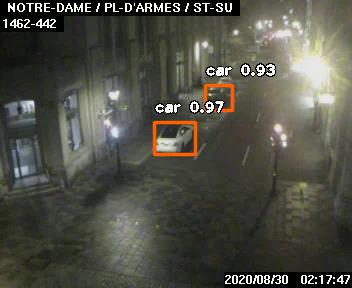 NOTRE-DAME / PL-D'ARMES / ST-SU
1462-442
car 0.93
car 0.97
2020/08/30 02:17:47